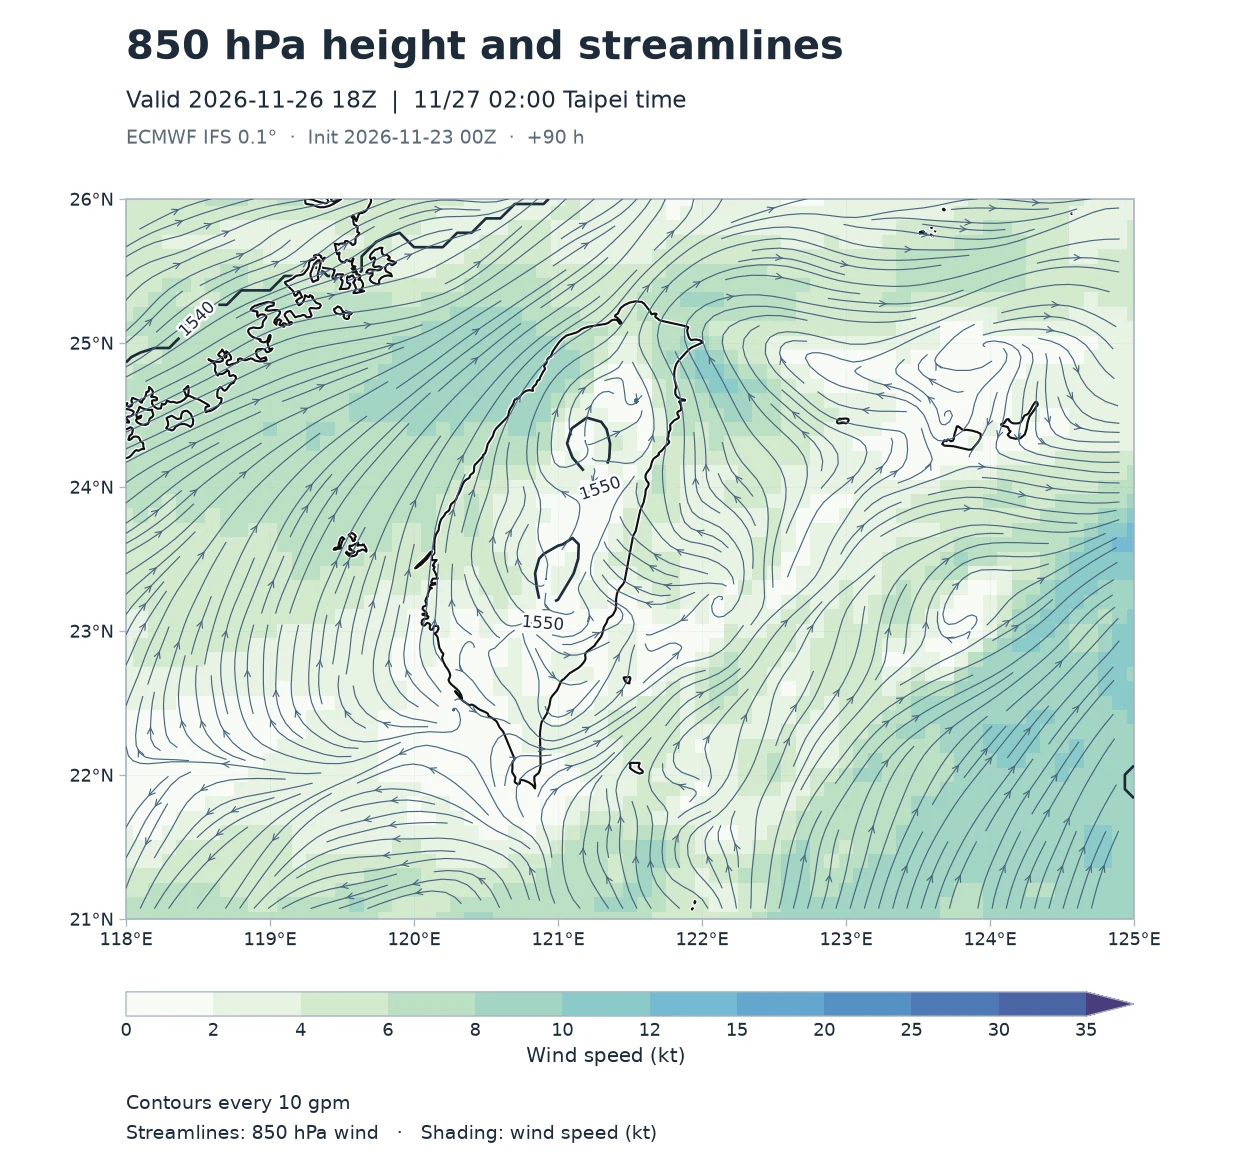 850 hPa height and streamlines
Valid 2026-11-26 18Z | 11/27 02:00 Taipei time
ECMWF IFS 0.1° · Init 2026-11-23 00Z · +90 h
26°N
1540
25°N
24°N
1550
23°N
1550
22°N
21°N
118°E 119°E 120°E 121°E 122°E 123°E 124°E 125°E
0 2 4 6 8 10 12 15 20 25 30 35
Wind speed (kt)
Contours every 10 gpm
Streamlines: 850 hPa wind · Shading: wind speed (kt)